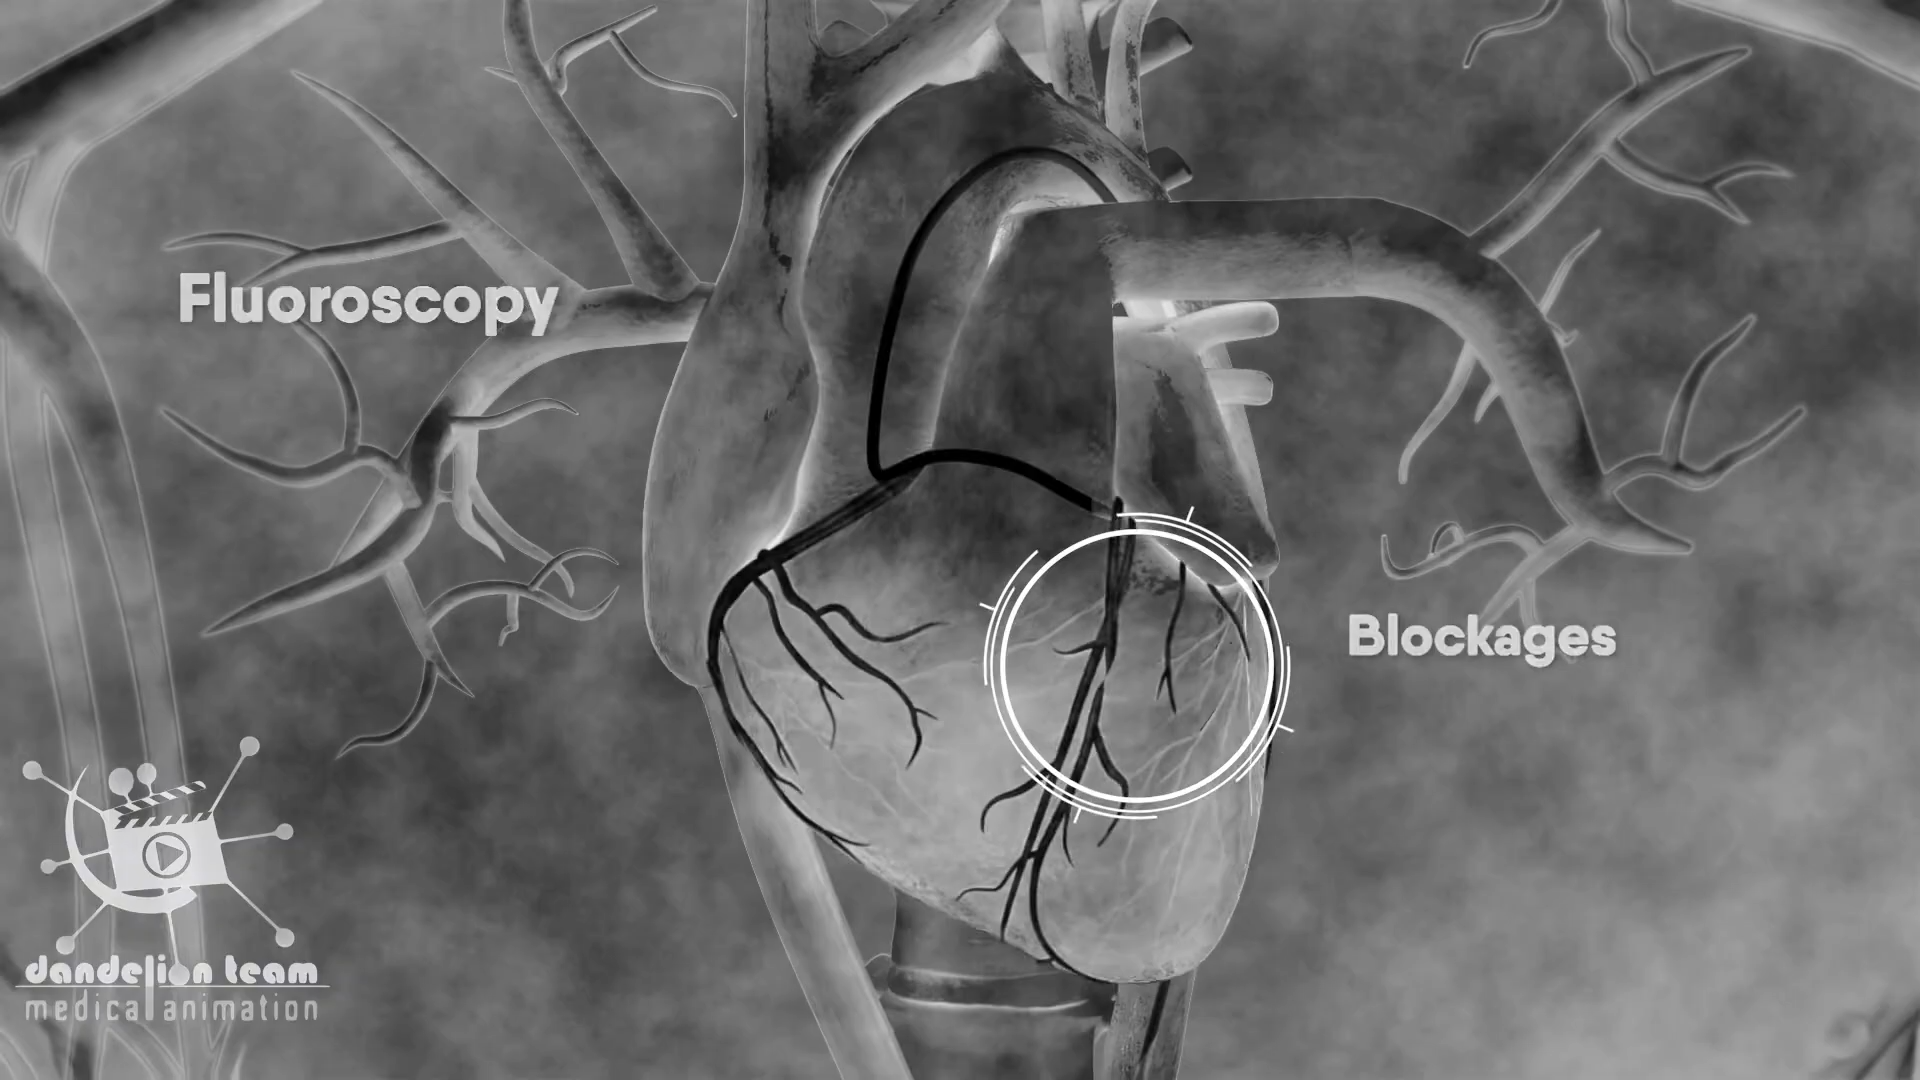 Fluoroscopy
Blockages
dandelion team
medical animation